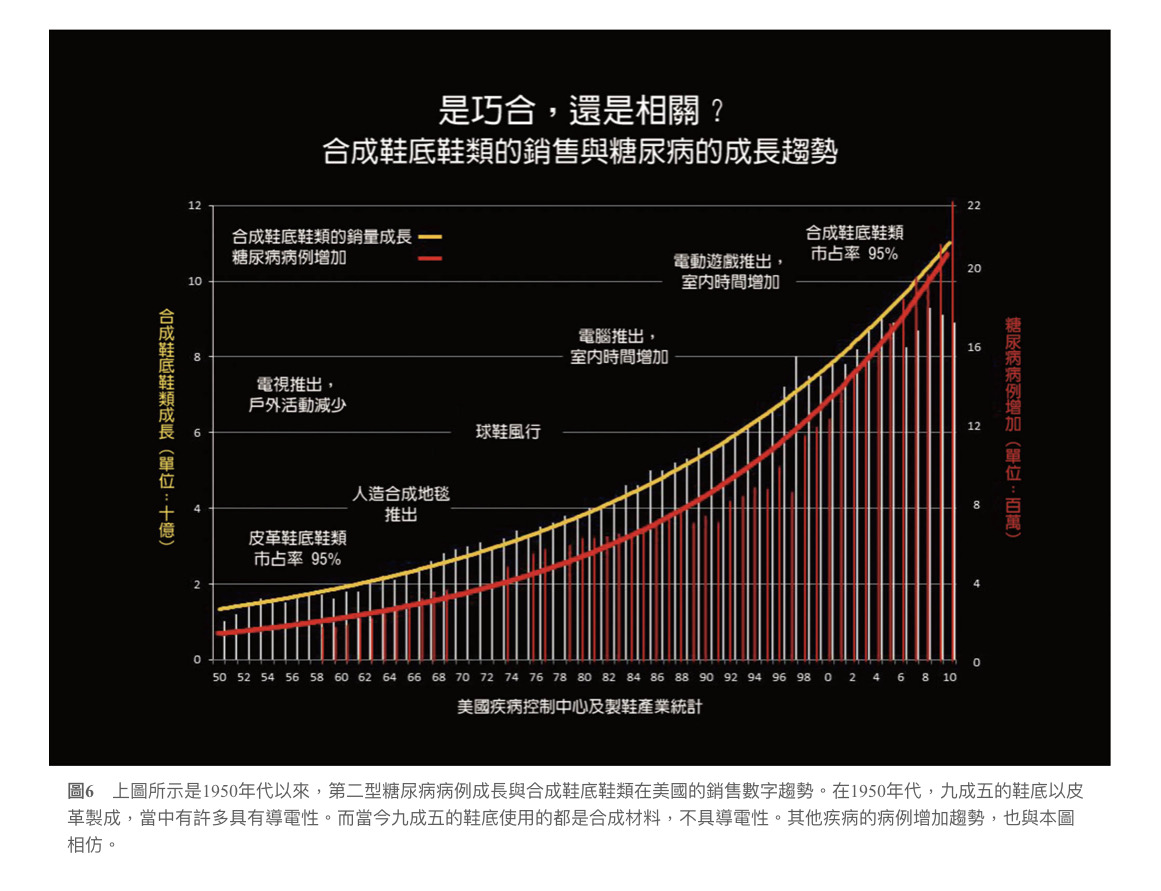 是巧合，還是相關？
合成鞋底鞋類的銷售與糖尿病的成長趨勢
12
10
8
6
4
2
0
合成鞋底鞋類成長（單位：十億）
合成鞋底鞋類的銷量成長
糖尿病病例增加
電視推出，
戶外活動減少
皮革鞋底鞋類
市占率 95%
人造合成地毯
推出
球鞋風行
電腦推出，
室內時間增加
電動遊戲推出，
室內時間增加
合成鞋底鞋類
市占率 95%
22
20
16
12
8
4
0
糖尿病病例增加（單位：百萬）
50 52 54 56 58 60 62 64 66 68 70 72 74 76 78 80 82 84 86 88 90 92 94 96 98 0 2 4 6 8 10
美國疾病控制中心及製鞋產業統計
圖6　上圖所示是1950年代以來，第二型糖尿病病例成長與合成鞋底鞋類在美國的銷售數字趨勢。在1950年代，九成五的鞋底以皮
革製成，當中有許多具有導電性。而當今九成五的鞋底使用的都是合成材料，不具導電性。其他疾病的病例增加趨勢，也與本圖
相仿。